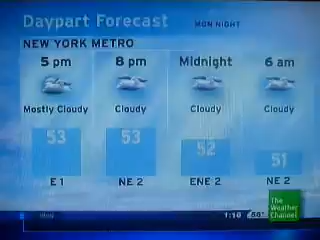 Daypart Forecast MON NIGHT
NEW YORK METRO
5 pm 8 pm Midnight 6 am
Mostly Cloudy Cloudy Cloudy Cloudy
53 53 52 51
E 1 NE 2 ENE 2 NE 2
1:10 50°
The
Weather
Channel